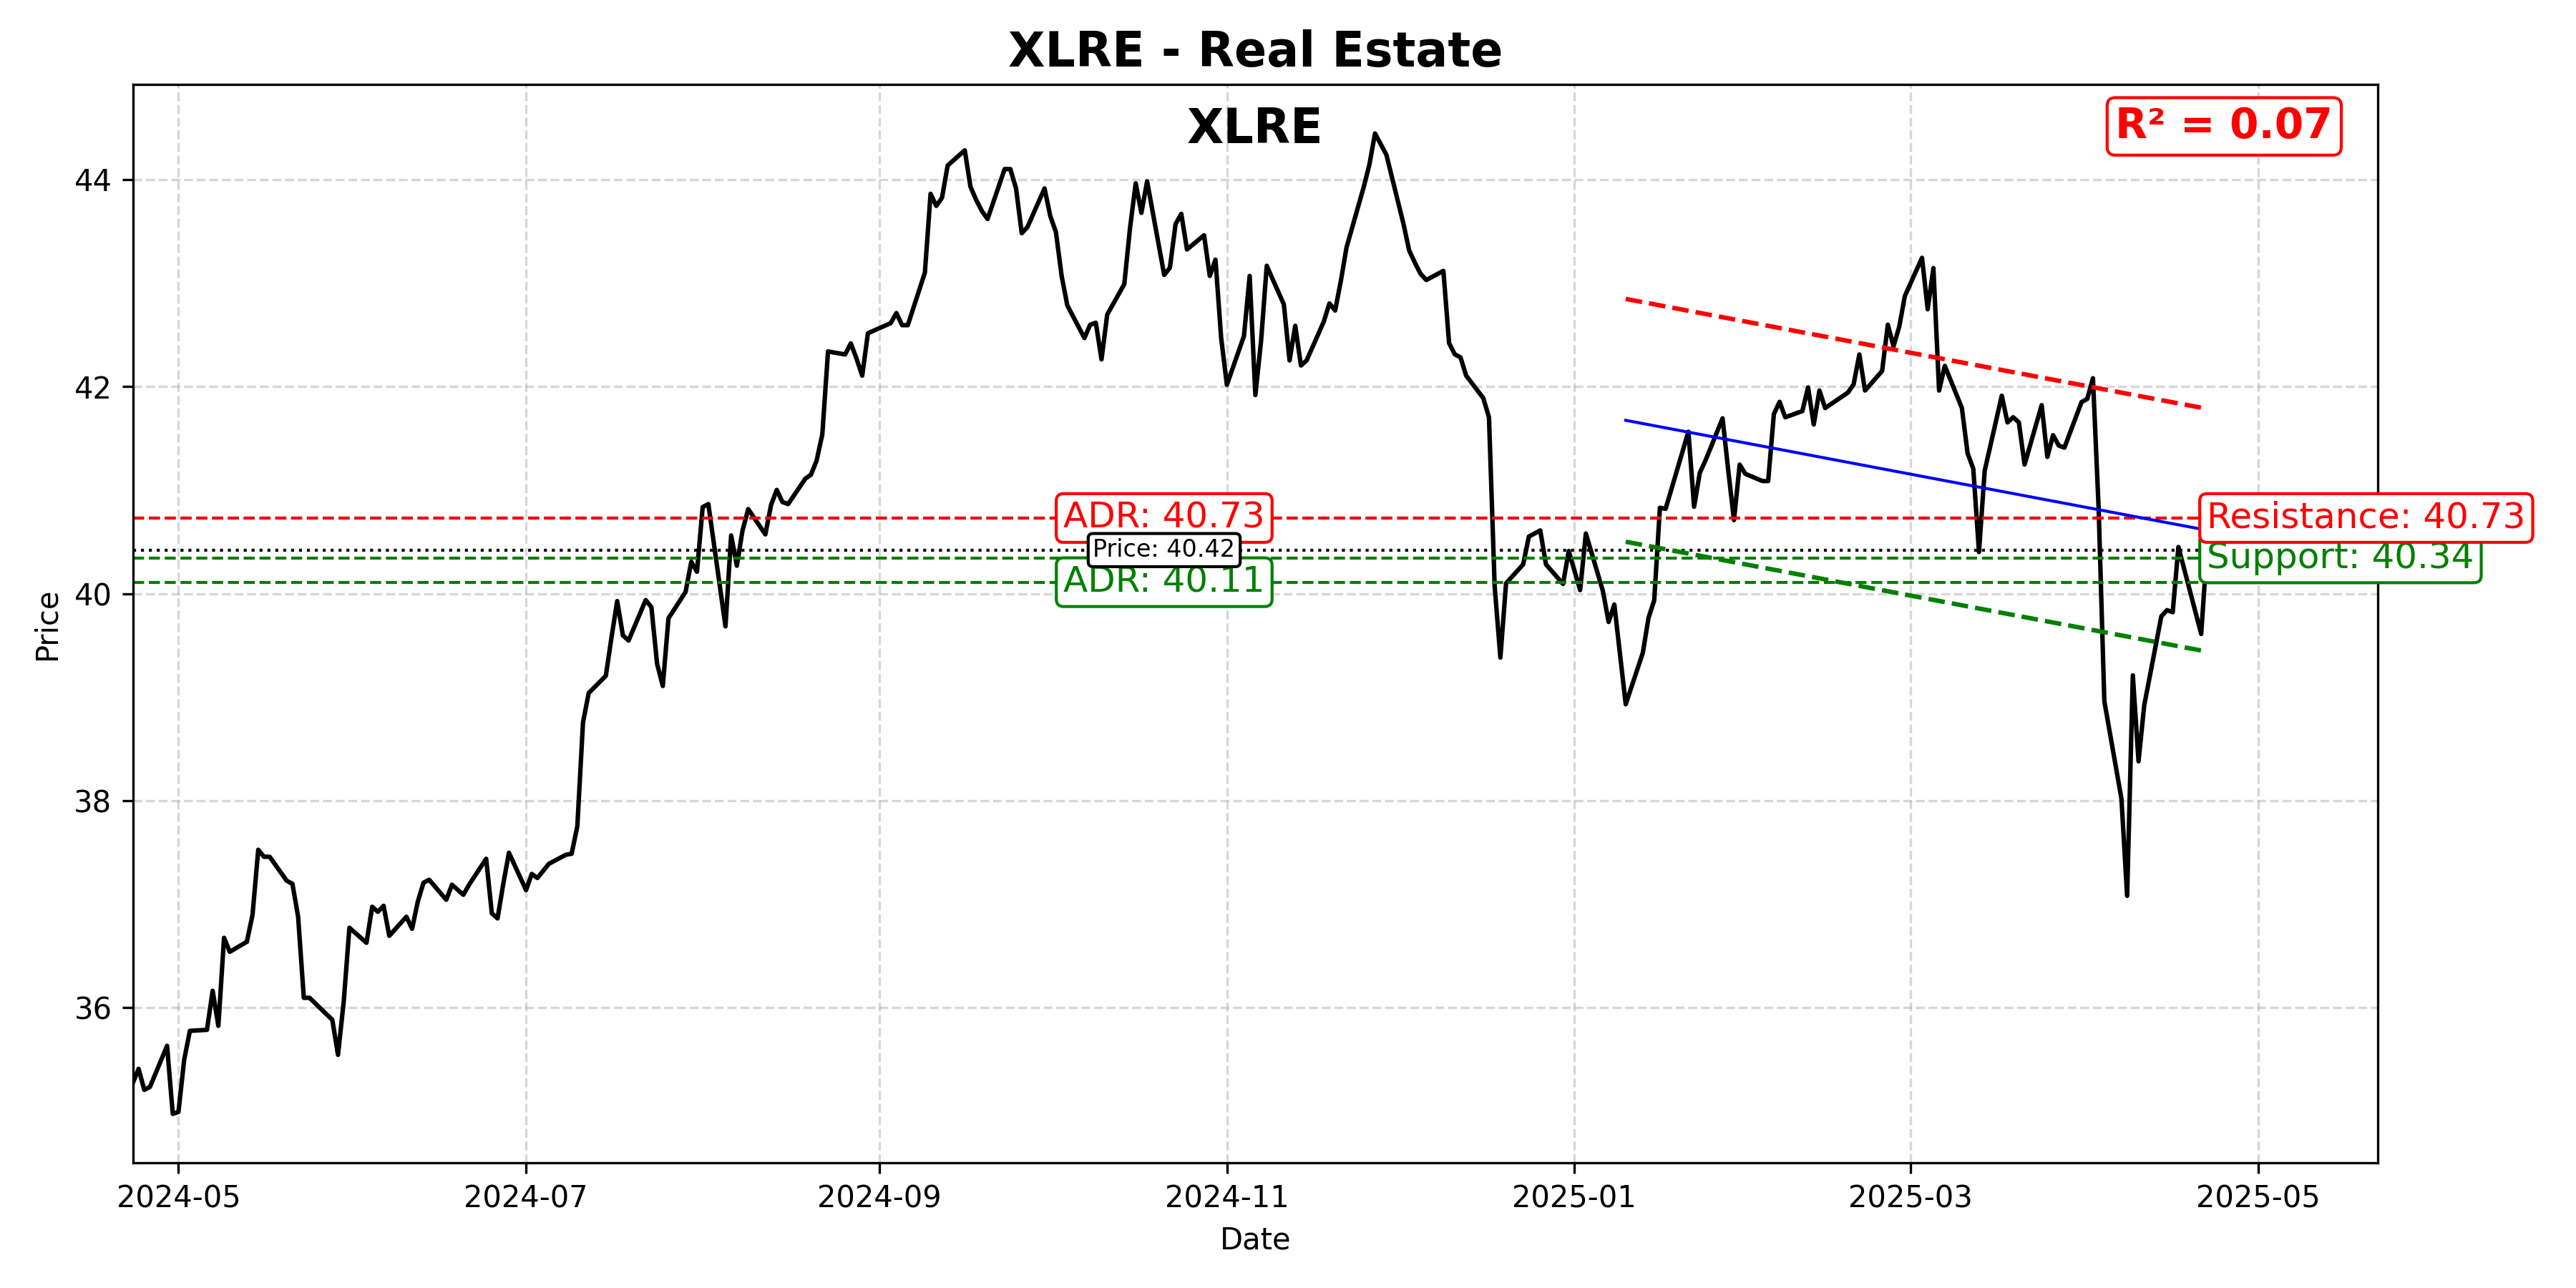 XLRE - Real Estate
XLRE
R² = 0.07
44
42
40
38
36
Price
ADR: 40.73
Price: 40.42
ADR: 40.11
Resistance: 40.73
Support: 40.34
2024-05
2024-07
2024-09
2024-11
2025-01
2025-03
2025-05
Date